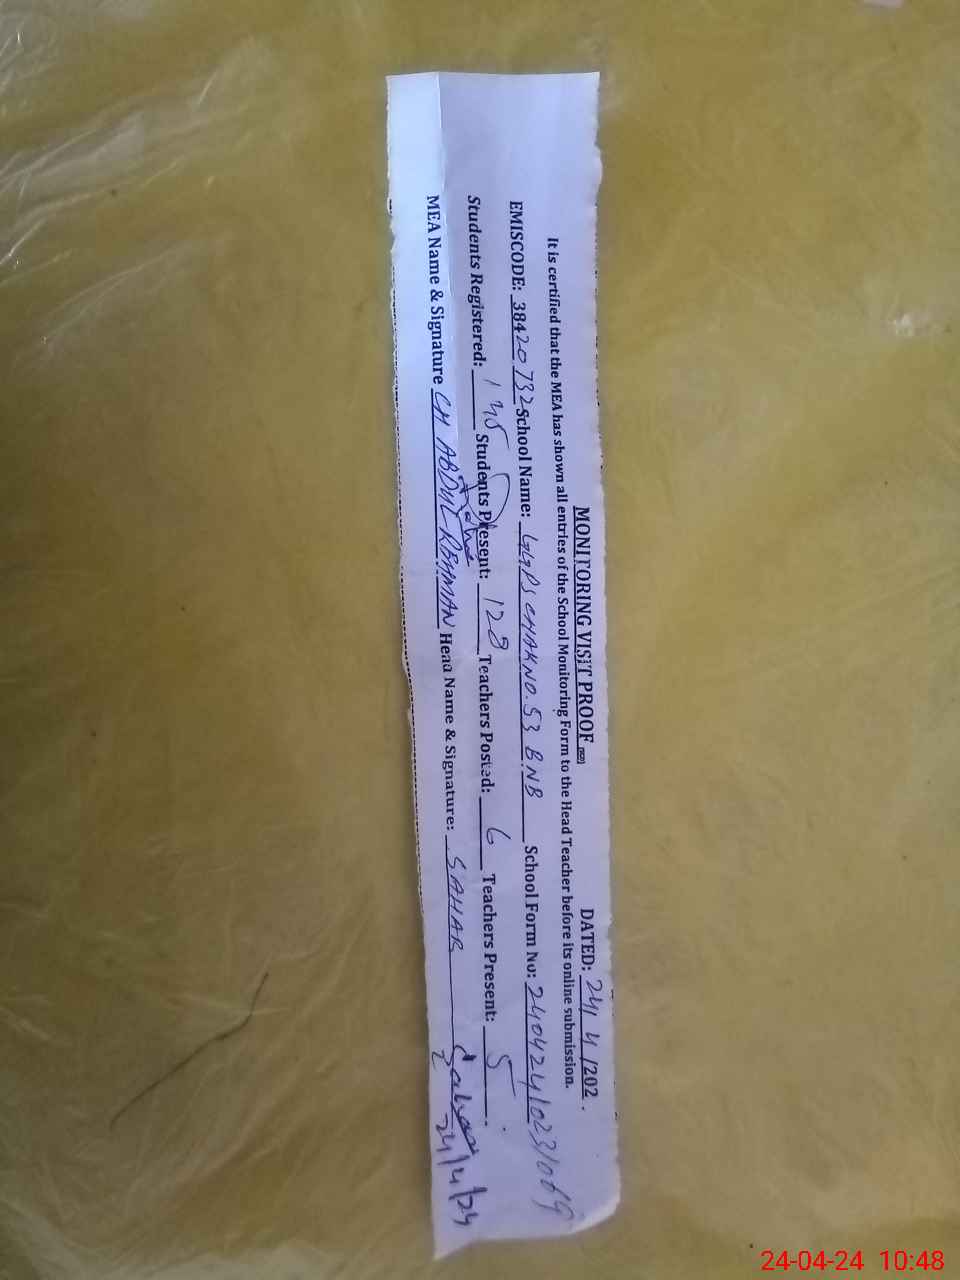 MONITORING VISIT PROOF DATED: 24/4/202 .
It is certified that the MEA has shown all entries of the School Monitoring Form to the Head Teacher before its online submission.
EMISCODE: 38420732 School Name: GGPS CHAK NO. 53 BNB School Form No: 2404241023/069
Students Registered: 145 Students Present: 128 Teachers Posted: 6 Teachers Present: 5 .
MEA Name & Signature CH ABDUL REHMAN Head Name & Signature: SAHAR
24/4/24
24-04-24 10:48